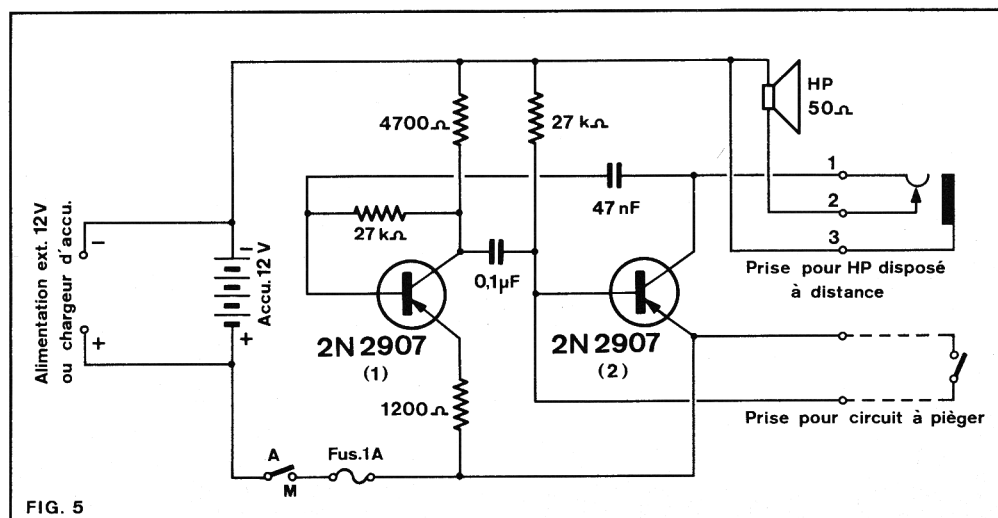 HP
50Ω
4700Ω
27 kΩ
1
47 nF
2
27 kΩ
3
Alimentation ext. 12V
ou chargeur d'accu.
−
+
−
Accu. 12 V
+
0,1µF
Prise pour HP disposé
à distance
2N 2907
(1)
2N 2907
(2)
1200Ω
Prise pour circuit à pièger
A
M
Fus.1A
FIG. 5